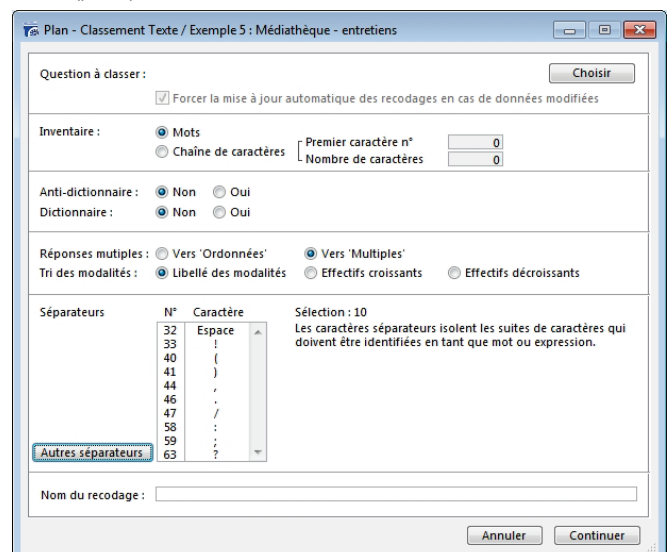 Plan - Classement Texte / Exemple 5 : Médiathèque - entretiens
Question à classer :
Choisir
Forcer la mise à jour automatique des recodages en cas de données modifiées
Inventaire :
Mots
Chaîne de caractères
Premier caractère n° 0
Nombre de caractères 0
Anti-dictionnaire : Non Oui
Dictionnaire : Non Oui
Réponses mutiples : Vers 'Ordonnées' Vers 'Multiples'
Tri des modalités : Libellé des modalités Effectifs croissants Effectifs décroissants
Séparateurs
N° Caractère
32 Espace
33 !
40 (
41 )
44 ,
46 .
47 /
58 :
59 ;
63 ?
Sélection : 10
Les caractères séparateurs isolent les suites de caractères qui
doivent être identifiées en tant que mot ou expression.
Autres séparateurs
Nom du recodage :
Annuler Continuer